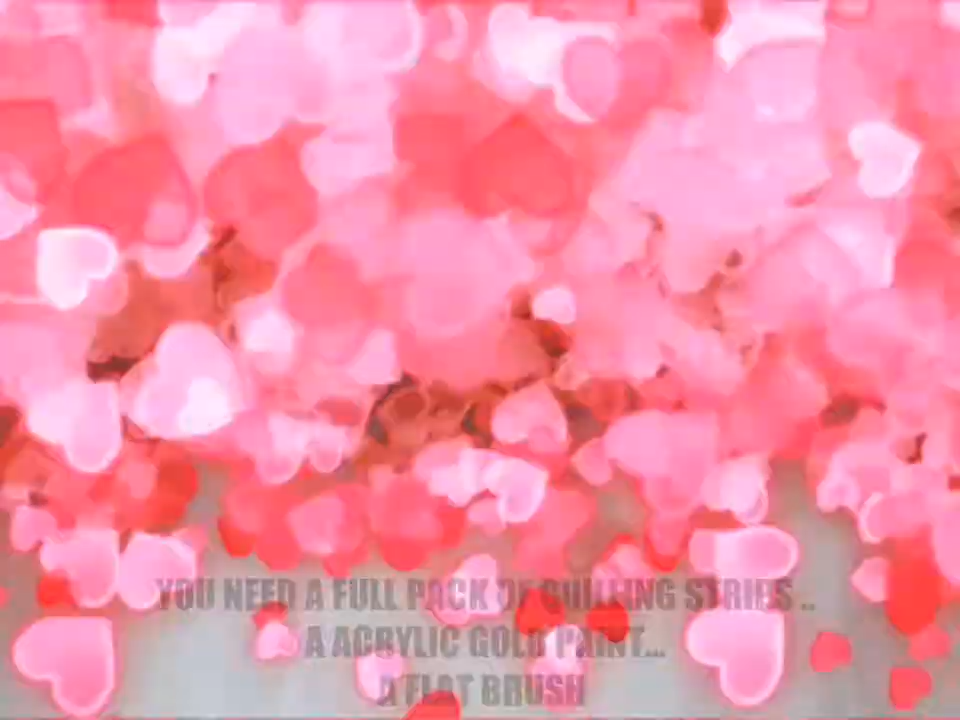 YOU NEED A FULL PACK OF QUILLING STRIPS ..
A ACRYLIC GOLD PAINT...
A FLAT BRUSH